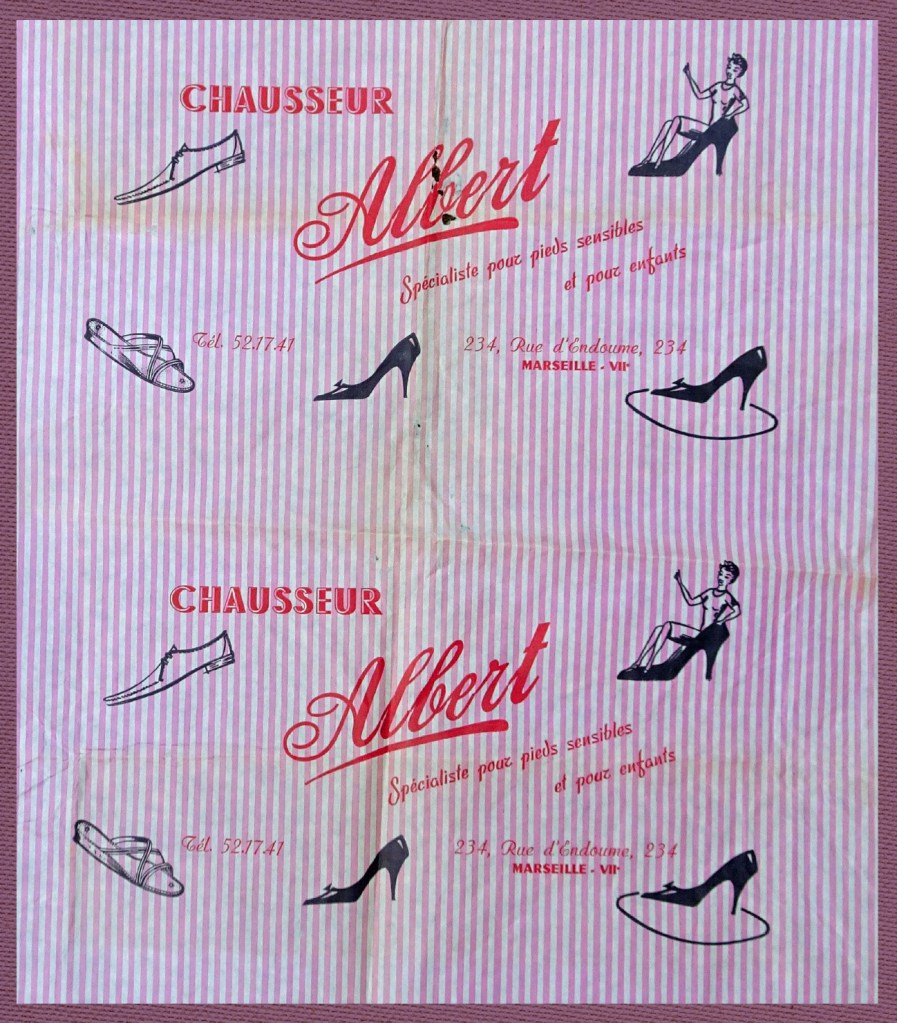 CHAUSSEUR
Albert
Spécialiste pour pieds sensibles
et pour enfants
Tél. 52.17.41
234, Rue d'Endoume, 234
MARSEILLE - VIIe
CHAUSSEUR
Albert
Spécialiste pour pieds sensibles
et pour enfants
Tél. 52.17.41
234, Rue d'Endoume, 234
MARSEILLE - VIIe